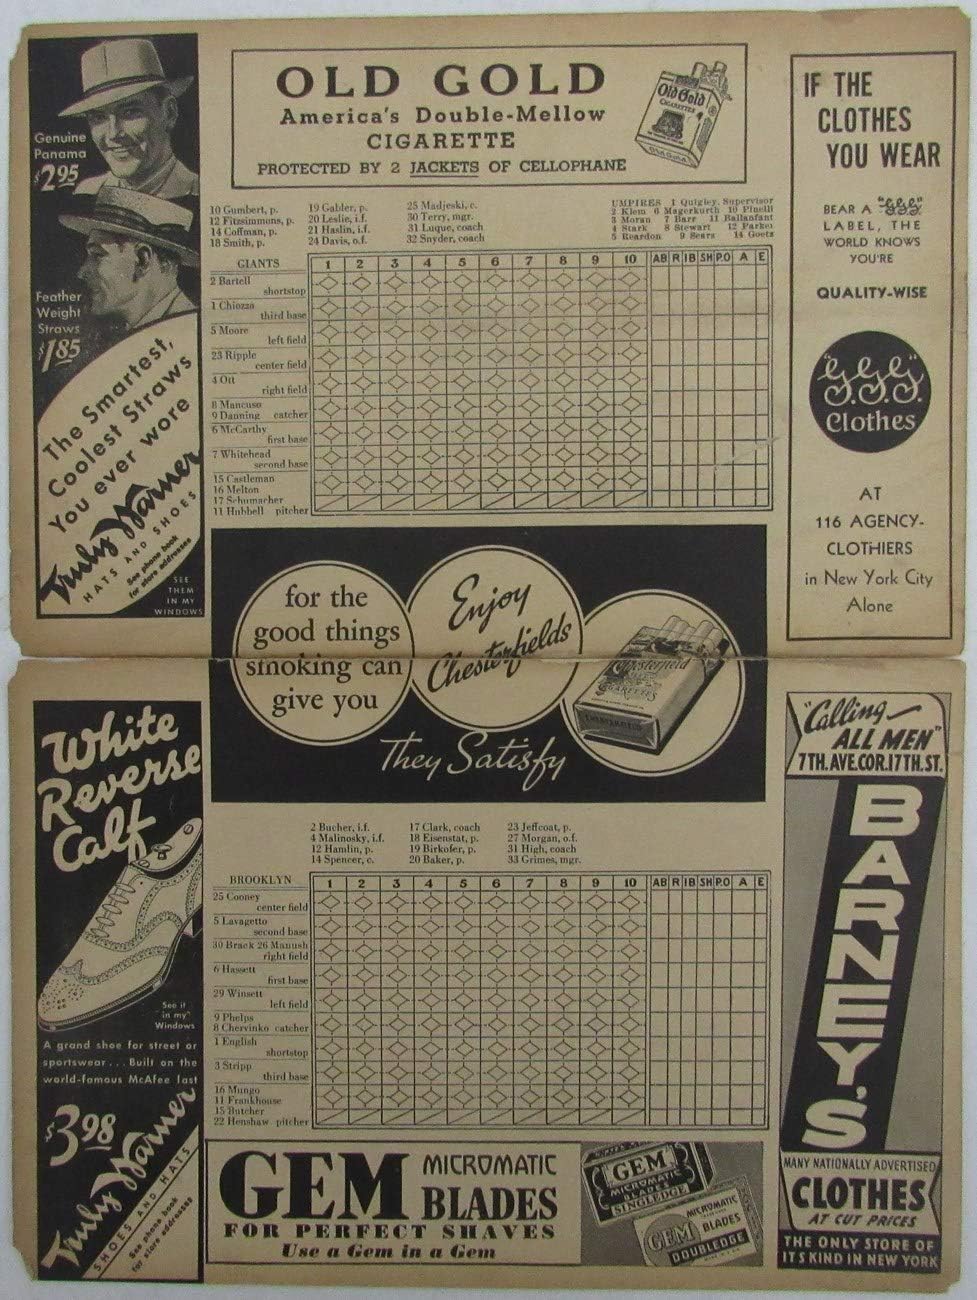 Genuine
Panama
$2.95
Feather
Weight
Straws
$1.85
The Smartest,
Coolest Straws
You ever wore
Truly Warner
HATS AND SHOES
See phone book
for store addresses
SEE
THEM
IN MY
WINDOWS
OLD GOLD
America's Double-Mellow
CIGARETTE
PROTECTED BY 2 JACKETS OF CELLOPHANE
Old Gold
CIGARETTES
OLD GOLD
10 Gumbert, p.
12 Fitzsimmons, p.
14 Coffman, p.
18 Smith, p.
19 Gabler, p.
20 Leslie, i.f.
21 Haslin, i.f.
24 Davis, o.f.
25 Madjeski, c.
30 Terry, mgr.
31 Luque, coach
32 Snyder, coach
UMPIRES 1 Quigley, Supervisor
2 Klem 6 Magerkurth 10 Pinelli
3 Moran 7 Barr 11 Ballanfant
4 Stark 8 Stewart 12 Parker
5 Reardon 9 Sears 14 Goetz
GIANTS 1 2 3 4 5 6 7 8 9 10 AB R 1B SH PO A E
2 Bartell
shortstop
1 Chiozza
third base
5 Moore
left field
23 Ripple
center field
4 Ott
right field
8 Mancuso
9 Danning catcher
6 McCarthy
first base
7 Whitehead
second base
15 Castleman
16 Melton
17 Schumacher
11 Hubbell pitcher
IF THE
CLOTHES
YOU WEAR
BEAR A "G.G.G."
LABEL, THE
WORLD KNOWS
YOU'RE
QUALITY-WISE
"G.G.G."
Clothes
AT
116 AGENCY-
CLOTHIERS
in New York City
Alone
for the
good things
smoking can
give you
Enjoy
Chesterfields
Chesterfield
CIGARETTES
CHESTERFIELD
They Satisfy
White
Reverse
Calf
See it
in my
Windows
A grand shoe for street or
sportswear . . . Built on the
world-famous McAfee last
$3.98
Truly Warner
SHOES AND HATS
See phone book
for store addresses
2 Bucher, i.f.
4 Malinosky, i.f.
12 Hamlin, p.
14 Spencer, c.
17 Clark, coach
18 Eisenstat, p.
19 Birkofer, p.
20 Baker, p.
23 Jeffcoat, p.
27 Morgan, o.f.
31 High, coach
33 Grimes, mgr.
BROOKLYN 1 2 3 4 5 6 7 8 9 10 AB R 1B SH PO A E
25 Cooney
center field
5 Lavagetto
second base
30 Brack 26 Manush
right field
6 Hassett
first base
29 Winsett
left field
9 Phelps
8 Chervinko catcher
1 English
shortstop
3 Stripp
third base
16 Mungo
11 Frankhouse
15 Butcher
22 Henshaw pitcher
"Calling
ALL MEN"
7TH. AVE. COR. 17TH. ST.
BARNEY'S
MANY NATIONALLY ADVERTISED
CLOTHES
AT CUT PRICES
THE ONLY STORE OF
ITS KIND IN NEW YORK
GEM MICROMATIC
BLADES
FOR PERFECT SHAVES
Use a Gem in a Gem
GEM
MICROMATIC
BLADES
SINGLEDGE
MICROMATIC
GEM BLADES
DOUBLEDGE